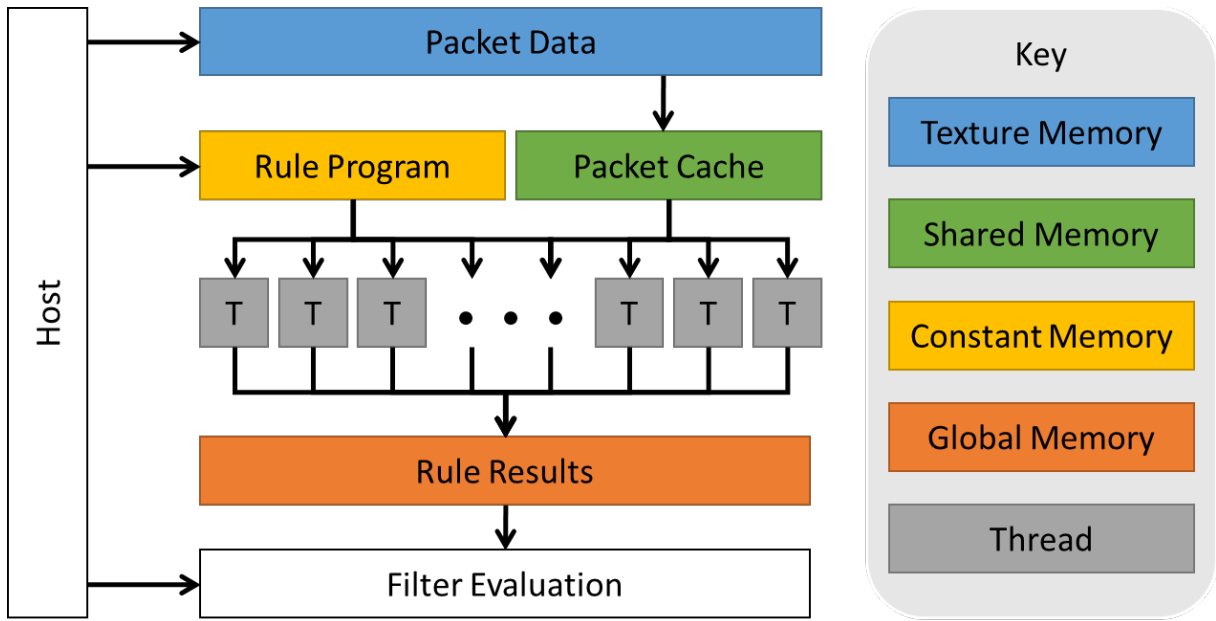 Packet Data
Rule Program
Packet Cache
Host
T
T
T
T
T
T
Rule Results
Filter Evaluation
Key
Texture Memory
Shared Memory
Constant Memory
Global Memory
Thread